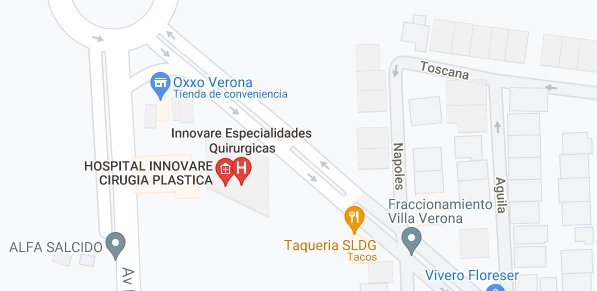 Toscana
Oxxo Verona
Tienda de conveniencia
Innovare Especialidades
Quirurgicas
HOSPITAL INNOVARE
CIRUGIA PLASTICA
H
Napoles
Aguila
Fraccionamiento
Villa Verona
ALFA SALCIDO
Taqueria SLDG
Tacos
Av
Vivero Floreser